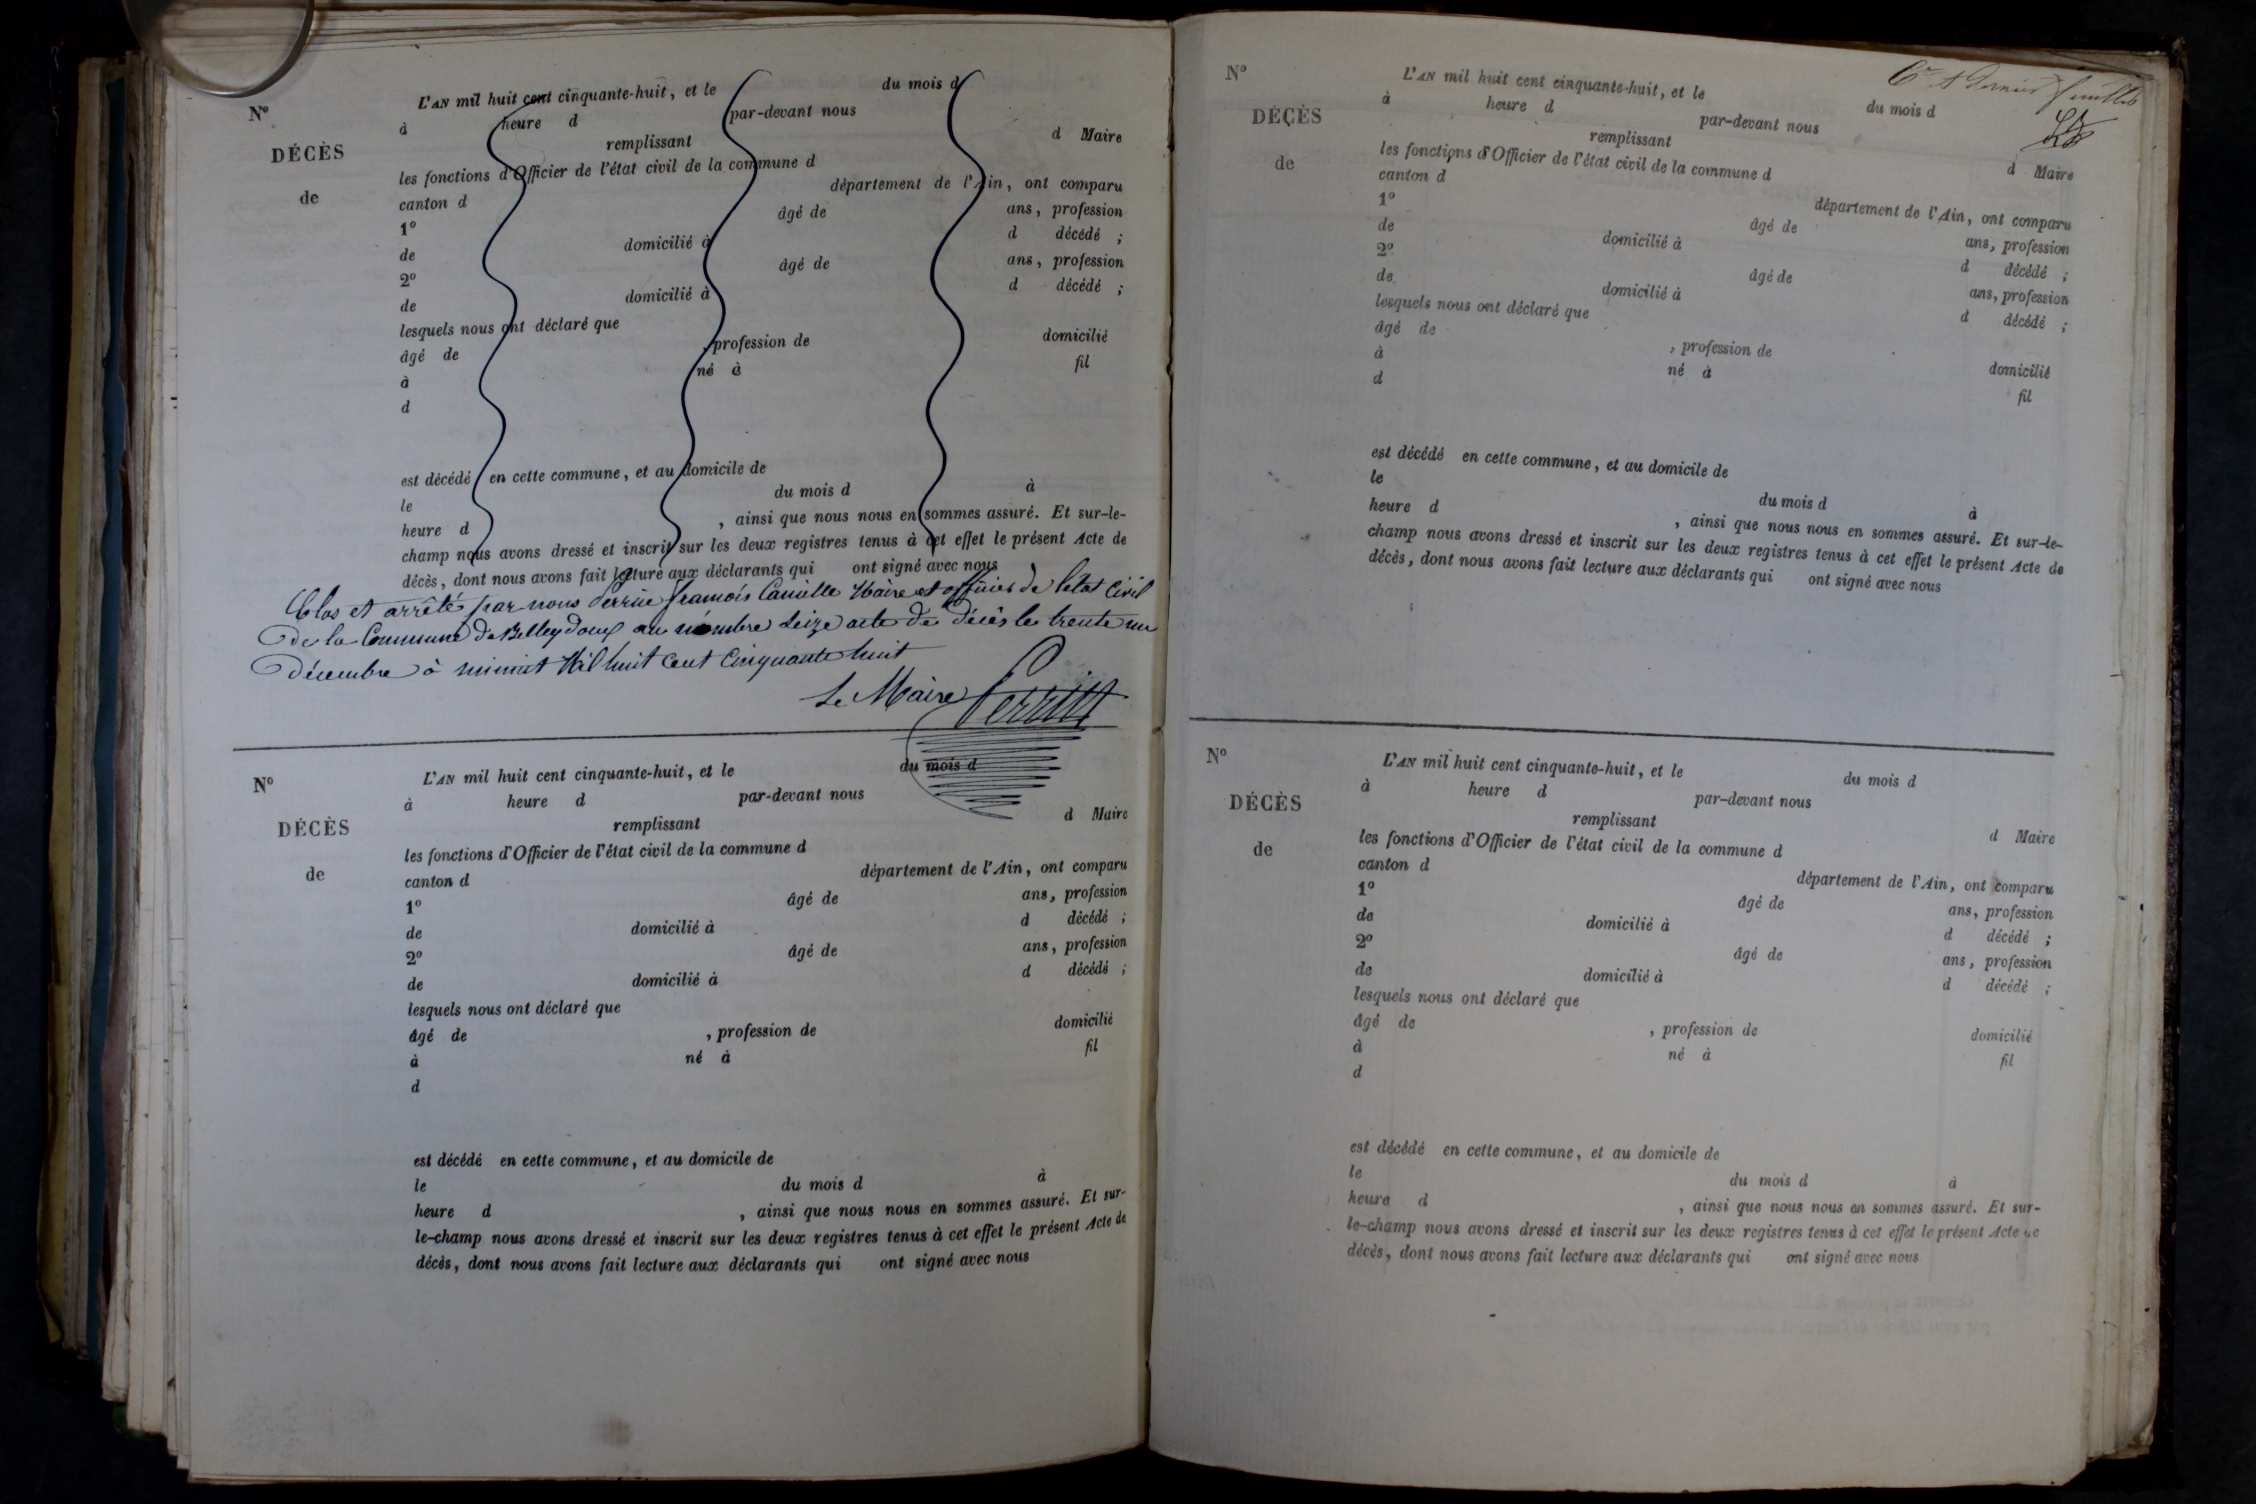 Nº
DÉCÈS
de
L'AN mil huit cent cinquante-huit, et le du mois d
à heure d par-devant nous
remplissant d Maire
les fonctions d'Officier de l'état civil de la commune d
canton d département de l'Ain, ont comparu
1º âgé de ans, profession
de domicilié à d décédé ;
2º âgé de ans, profession
de domicilié à d décédé ;
lesquels nous ont déclaré que
âgé de , profession de domicilié
à né à fil
d
est décédé en cette commune, et au domicile de
le du mois d à
heure d , ainsi que nous nous en sommes assuré. Et sur-le-
champ nous avons dressé et inscrit sur les deux registres tenus à cet effet le présent Acte de
décès, dont nous avons fait lecture aux déclarants qui ont signé avec nous
Clos et arrêté par nous Perrin françois Camille Maire et officier de l'etat Civil
de la Commune de Belleydoux au nombre seize acte de décès le trente un
décembre à minuit Mil huit cent cinquante huit
Le Maire Perrin
Nº
DÉCÈS
de
L'AN mil huit cent cinquante-huit, et le du mois d
à heure d par-devant nous
remplissant d Maire
les fonctions d'Officier de l'état civil de la commune d
canton d département de l'Ain, ont comparu
1º âgé de ans, profession
de domicilié à d décédé ;
2º âgé de ans, profession
de domicilié à d décédé ;
lesquels nous ont déclaré que
âgé de , profession de domicilié
à né à fil
d
est décédé en cette commune, et au domicile de
le du mois d à
heure d , ainsi que nous nous en sommes assuré. Et sur-
le-champ nous avons dressé et inscrit sur les deux registres tenus à cet effet le présent Acte de
décès, dont nous avons fait lecture aux déclarants qui ont signé avec nous
6e & dernier feuillet
Nº
DÉCÈS
de
L'AN mil huit cent cinquante-huit, et le du mois d
à heure d par-devant nous
remplissant d Maire
les fonctions d'Officier de l'état civil de la commune d
canton d département de l'Ain, ont comparu
1º âgé de ans, profession
de domicilié à d décédé ;
2º âgé de ans, profession
de domicilié à d décédé ;
lesquels nous ont déclaré que
âgé de , profession de domicilié
à né à fil
d
est décédé en cette commune, et au domicile de
le du mois d à
heure d , ainsi que nous nous en sommes assuré. Et sur-le-
champ nous avons dressé et inscrit sur les deux registres tenus à cet effet le présent Acte de
décès, dont nous avons fait lecture aux déclarants qui ont signé avec nous
Nº
DÉCÈS
de
L'AN mil huit cent cinquante-huit, et le du mois d
à heure d par-devant nous
remplissant d Maire
les fonctions d'Officier de l'état civil de la commune d
canton d département de l'Ain, ont comparu
1º âgé de ans, profession
de domicilié à d décédé ;
2º âgé de ans, profession
de domicilié à d décédé ;
lesquels nous ont déclaré que
âgé de , profession de domicilié
à né à fil
d
est décédé en cette commune, et au domicile de
le du mois d à
heure d , ainsi que nous nous en sommes assuré. Et sur-
le-champ nous avons dressé et inscrit sur les deux registres tenus à cet effet le présent Acte de
décès, dont nous avons fait lecture aux déclarants qui ont signé avec nous